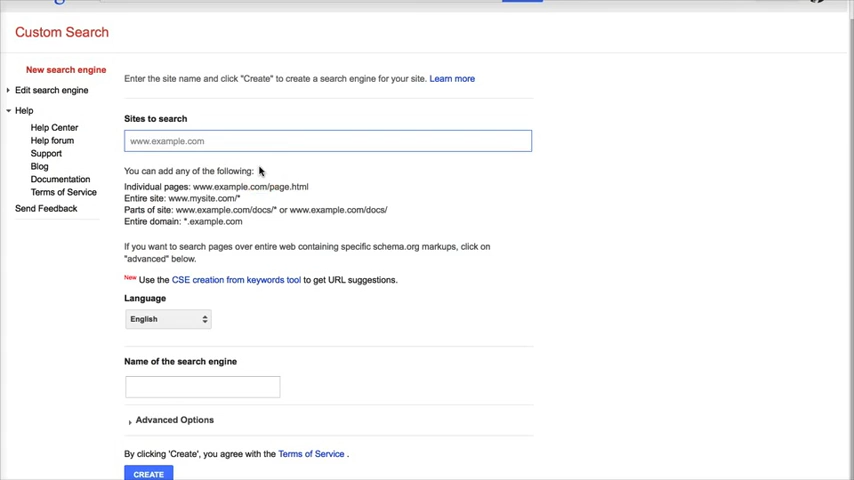 Custom Search
New search engine
Edit search engine
Help
Help Center
Help forum
Support
Blog
Documentation
Terms of Service
Send Feedback
Enter the site name and click "Create" to create a search engine for your site. Learn more
Sites to search
www.example.com
You can add any of the following:
Individual pages: www.example.com/page.html
Entire site: www.mysite.com/*
Parts of site: www.example.com/docs/* or www.example.com/docs/
Entire domain: *.example.com
If you want to search pages over entire web containing specific schema.org markups, click on
"advanced" below.
New Use the CSE creation from keywords tool to get URL suggestions.
Language
English
Name of the search engine
Advanced Options
By clicking 'Create', you agree with the Terms of Service .
CREATE